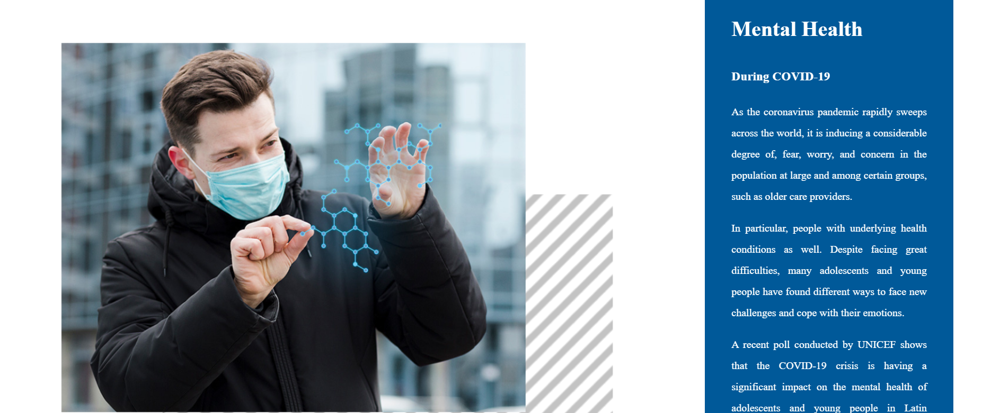 Mental Health
During COVID-19
As the coronavirus pandemic rapidly sweeps
across the world, it is inducing a considerable
degree of, fear, worry, and concern in the
population at large and among certain groups,
such as older care providers.
In particular, people with underlying health
conditions as well. Despite facing great
difficulties, many adolescents and young
people have found different ways to face new
challenges and cope with their emotions.
A recent poll conducted by UNICEF shows
that the COVID-19 crisis is having a
significant impact on the mental health of
adolescents and young people in Latin